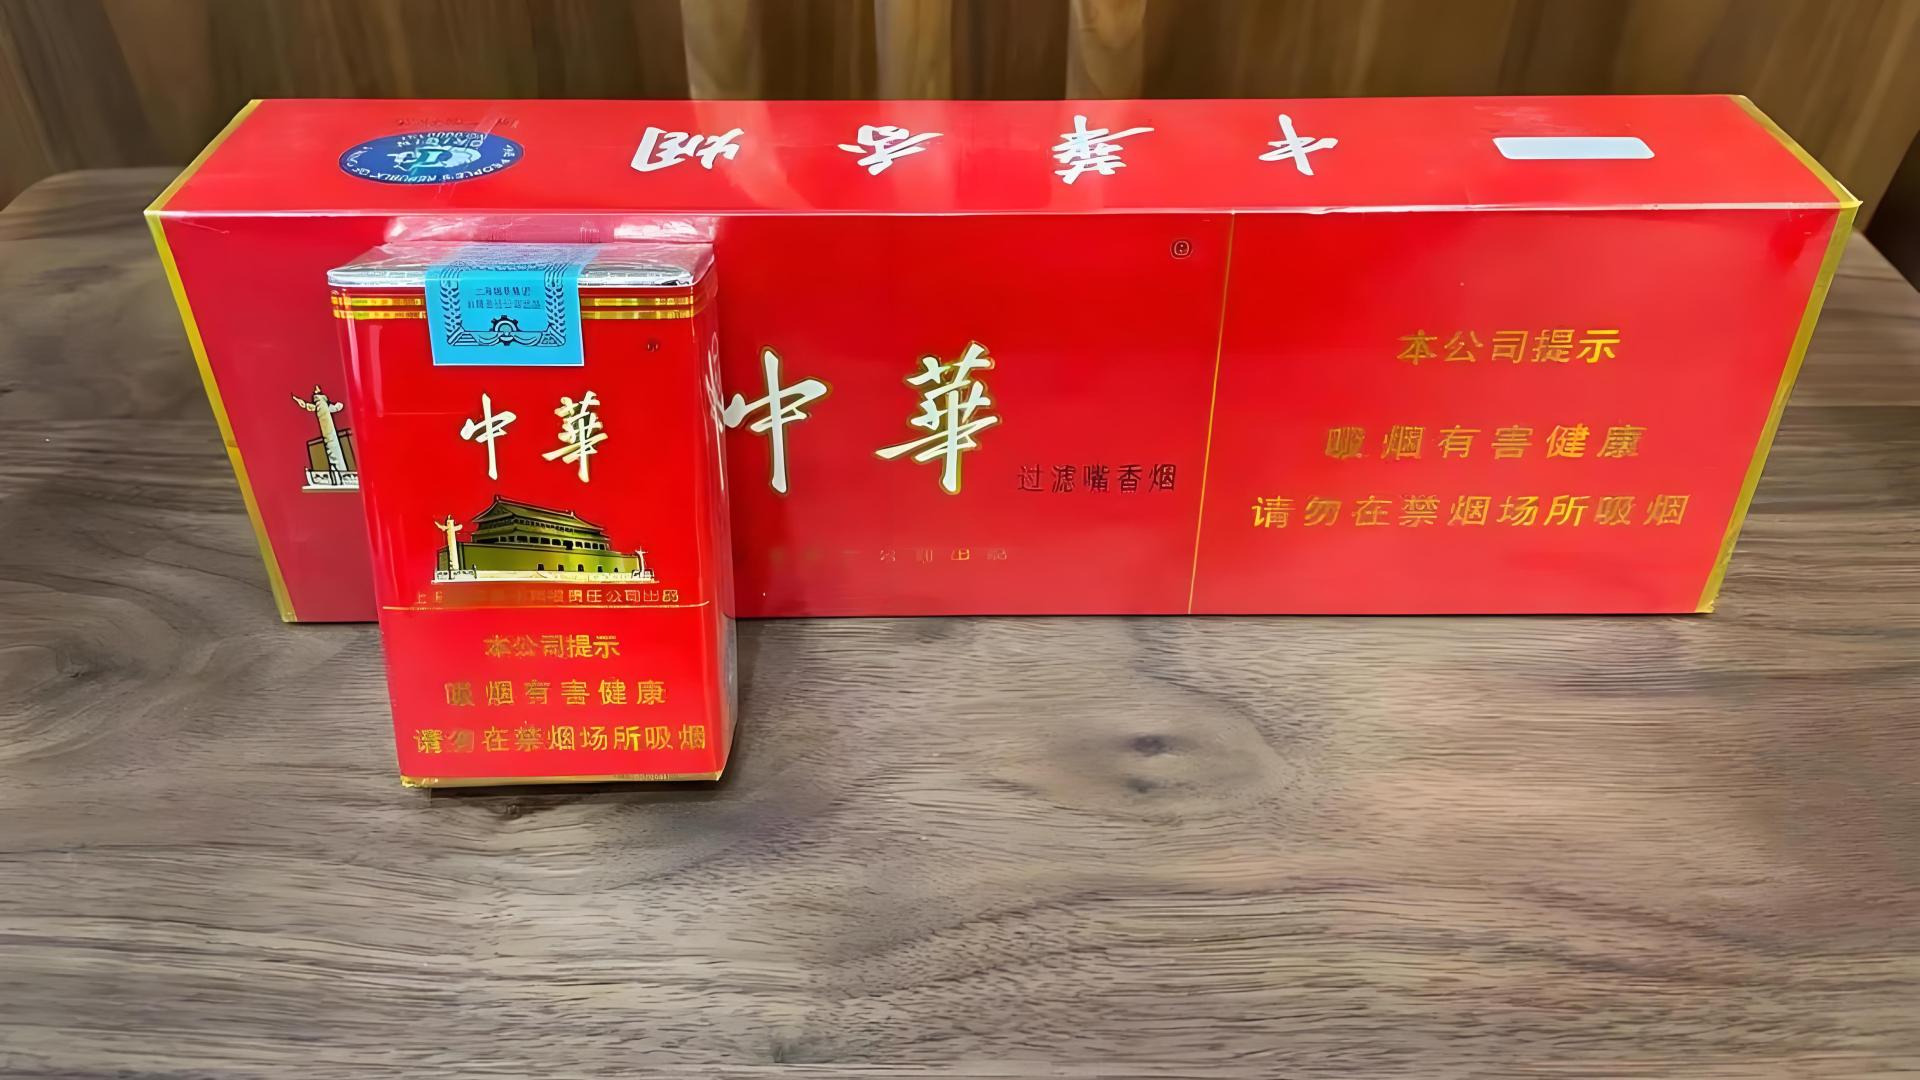 中華香烟
中華
过滤嘴香烟
本公司提示
吸烟有害健康
请勿在禁烟场所吸烟
中華
本公司提示
吸烟有害健康
请勿在禁烟场所吸烟